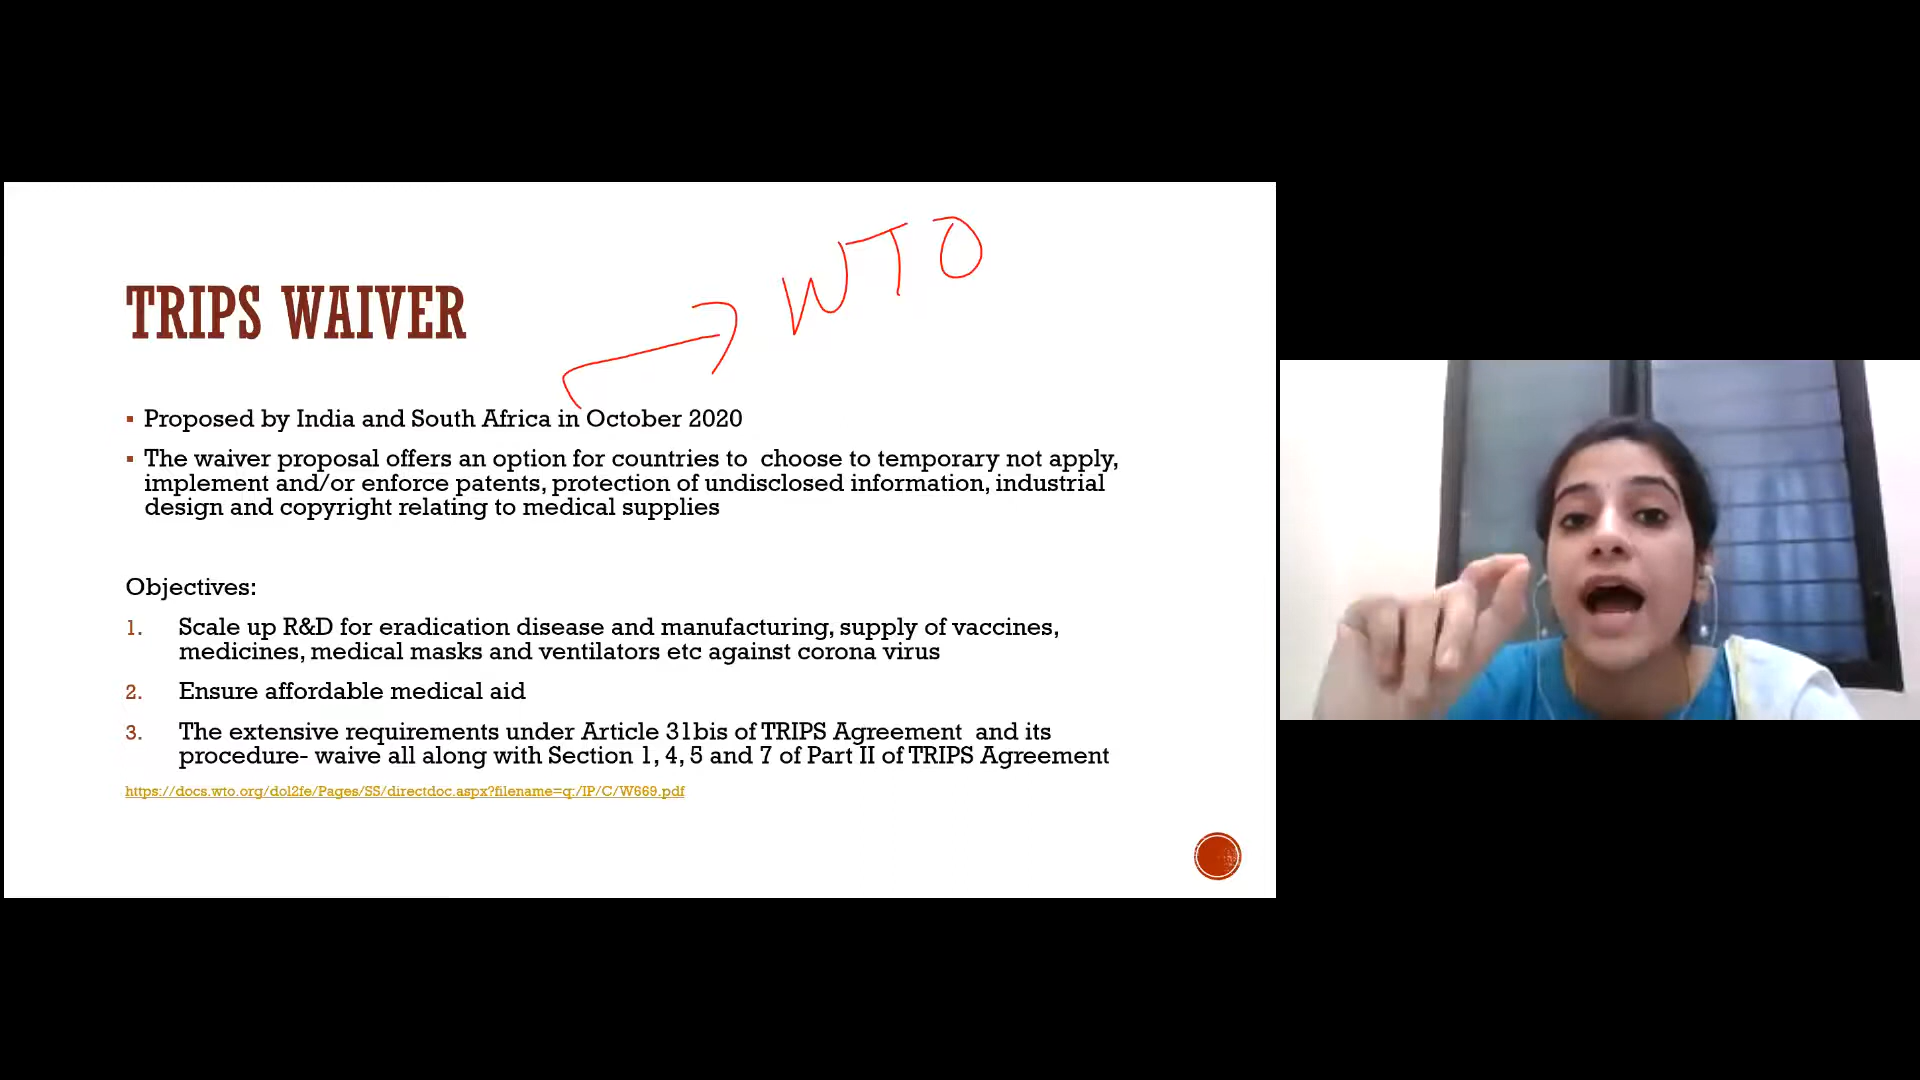 WTO
TRIPS WAIVER
▪ Proposed by India and South Africa in October 2020
▪ The waiver proposal offers an option for countries to choose to temporary not apply,
implement and/or enforce patents, protection of undisclosed information, industrial
design and copyright relating to medical supplies
Objectives:
1. Scale up R&D for eradication disease and manufacturing, supply of vaccines,
medicines, medical masks and ventilators etc against corona virus
2. Ensure affordable medical aid
3. The extensive requirements under Article 31bis of TRIPS Agreement and its
procedure- waive all along with Section 1, 4, 5 and 7 of Part II of TRIPS Agreement
https://docs.wto.org/dol2fe/Pages/SS/directdoc.aspx?filename=q:/IP/C/W669.pdf